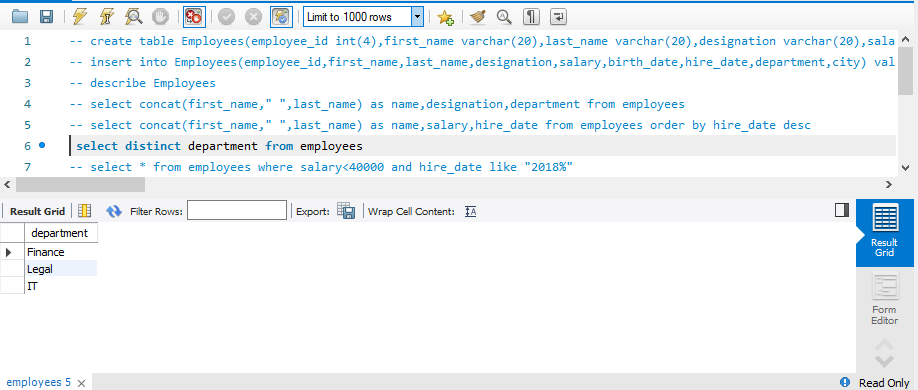 Limit to 1000 rows
1 -- create table Employees(employee_id int(4),first_name varchar(20),last_name varchar(20),designation varchar(20),sala
2 -- insert into Employees(employee_id,first_name,last_name,designation,salary,birth_date,hire_date,department,city) val
3 -- describe Employees
4 -- select concat(first_name," ",last_name) as name,designation,department from employees
5 -- select concat(first_name," ",last_name) as name,salary,hire_date from employees order by hire_date desc
6 select distinct department from employees
7 -- select * from employees where salary<40000 and hire_date like "2018%"
Result Grid Filter Rows: Export: Wrap Cell Content: IA
department
Finance
Legal
IT
Result
Grid
Form
Editor
employees 5 Read Only